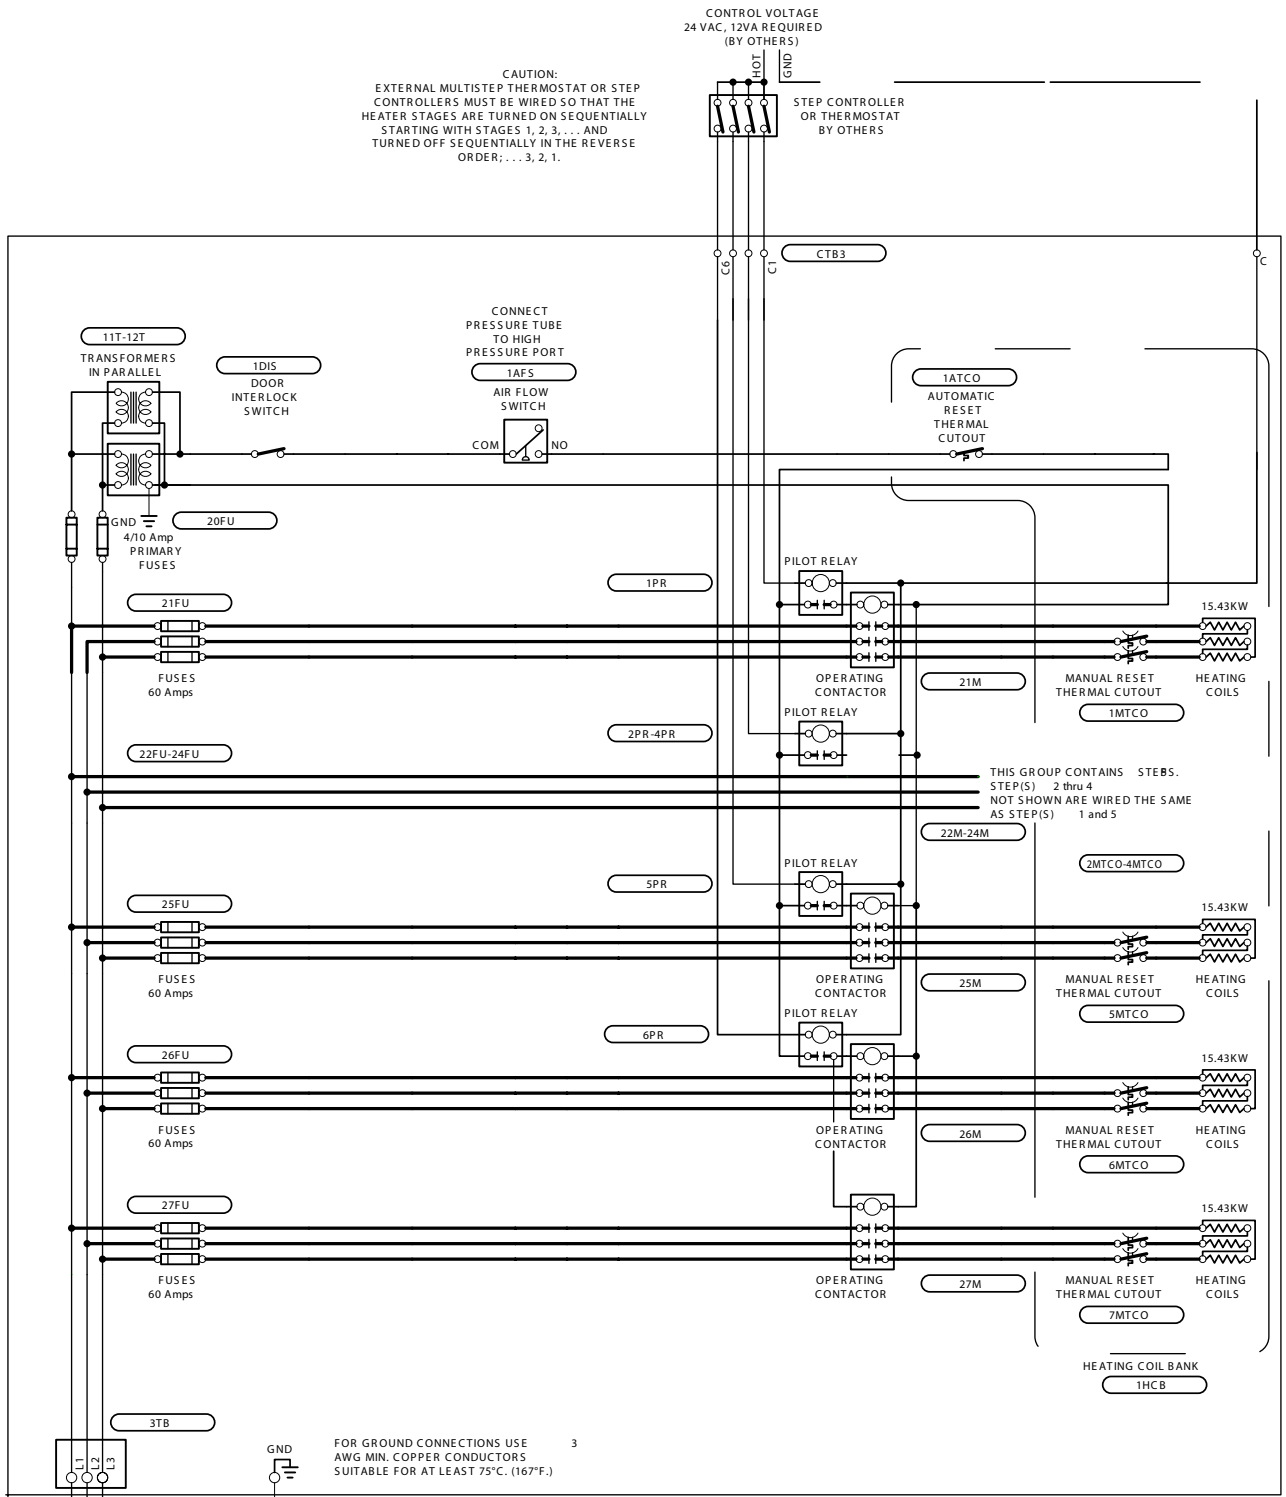 CONTROL VOLTAGE
24 VAC, 12VA REQUIRED
(BY OTHERS)
HOT
GND
CAUTION:
EXTERNAL MULTISTEP THERMOSTAT OR STEP
CONTROLLERS MUST BE WIRED SO THAT THE
HEATER STAGES ARE TURNED ON SEQUENTIALLY
STARTING WITH STAGES 1, 2, 3, . . . AND
TURNED OFF SEQUENTIALLY IN THE REVERSE
ORDER; . . . 3, 2, 1.
STEP CONTROLLER
OR THERMOSTAT
BY OTHERS
C6
C1
CTB3
C
11T-12T
TRANSFORMERS
IN PARALLEL
1DIS
DOOR
INTERLOCK
SWITCH
CONNECT
PRESSURE TUBE
TO HIGH
PRESSURE PORT
1AFS
AIR FLOW
SWITCH
COM
NO
1ATCO
AUTOMATIC
RESET
THERMAL
CUTOUT
GND
20FU
4/10 Amp
PRIMARY
FUSES
PILOT RELAY
1PR
21FU
15.43KW
FUSES
60 Amps
OPERATING
CONTACTOR
21M
MANUAL RESET
THERMAL CUTOUT
1MTCO
HEATING
COILS
PILOT RELAY
2PR-4PR
22FU-24FU
THIS GROUP CONTAINS STEPS.
STEP(S) 2 thru 4
NOT SHOWN ARE WIRED THE SAME
AS STEP(S) 1 and 5
22M-24M
2MTCO-4MTCO
PILOT RELAY
5PR
25FU
15.43KW
FUSES
60 Amps
OPERATING
CONTACTOR
25M
MANUAL RESET
THERMAL CUTOUT
5MTCO
HEATING
COILS
PILOT RELAY
6PR
26FU
15.43KW
FUSES
60 Amps
OPERATING
CONTACTOR
26M
MANUAL RESET
THERMAL CUTOUT
6MTCO
HEATING
COILS
27FU
15.43KW
FUSES
60 Amps
OPERATING
CONTACTOR
27M
MANUAL RESET
THERMAL CUTOUT
7MTCO
HEATING
COILS
HEATING COIL BANK
1HCB
3TB
L1
L2
L3
GND
FOR GROUND CONNECTIONS USE 3
AWG MIN. COPPER CONDUCTORS
SUITABLE FOR AT LEAST 75°C. (167°F.)